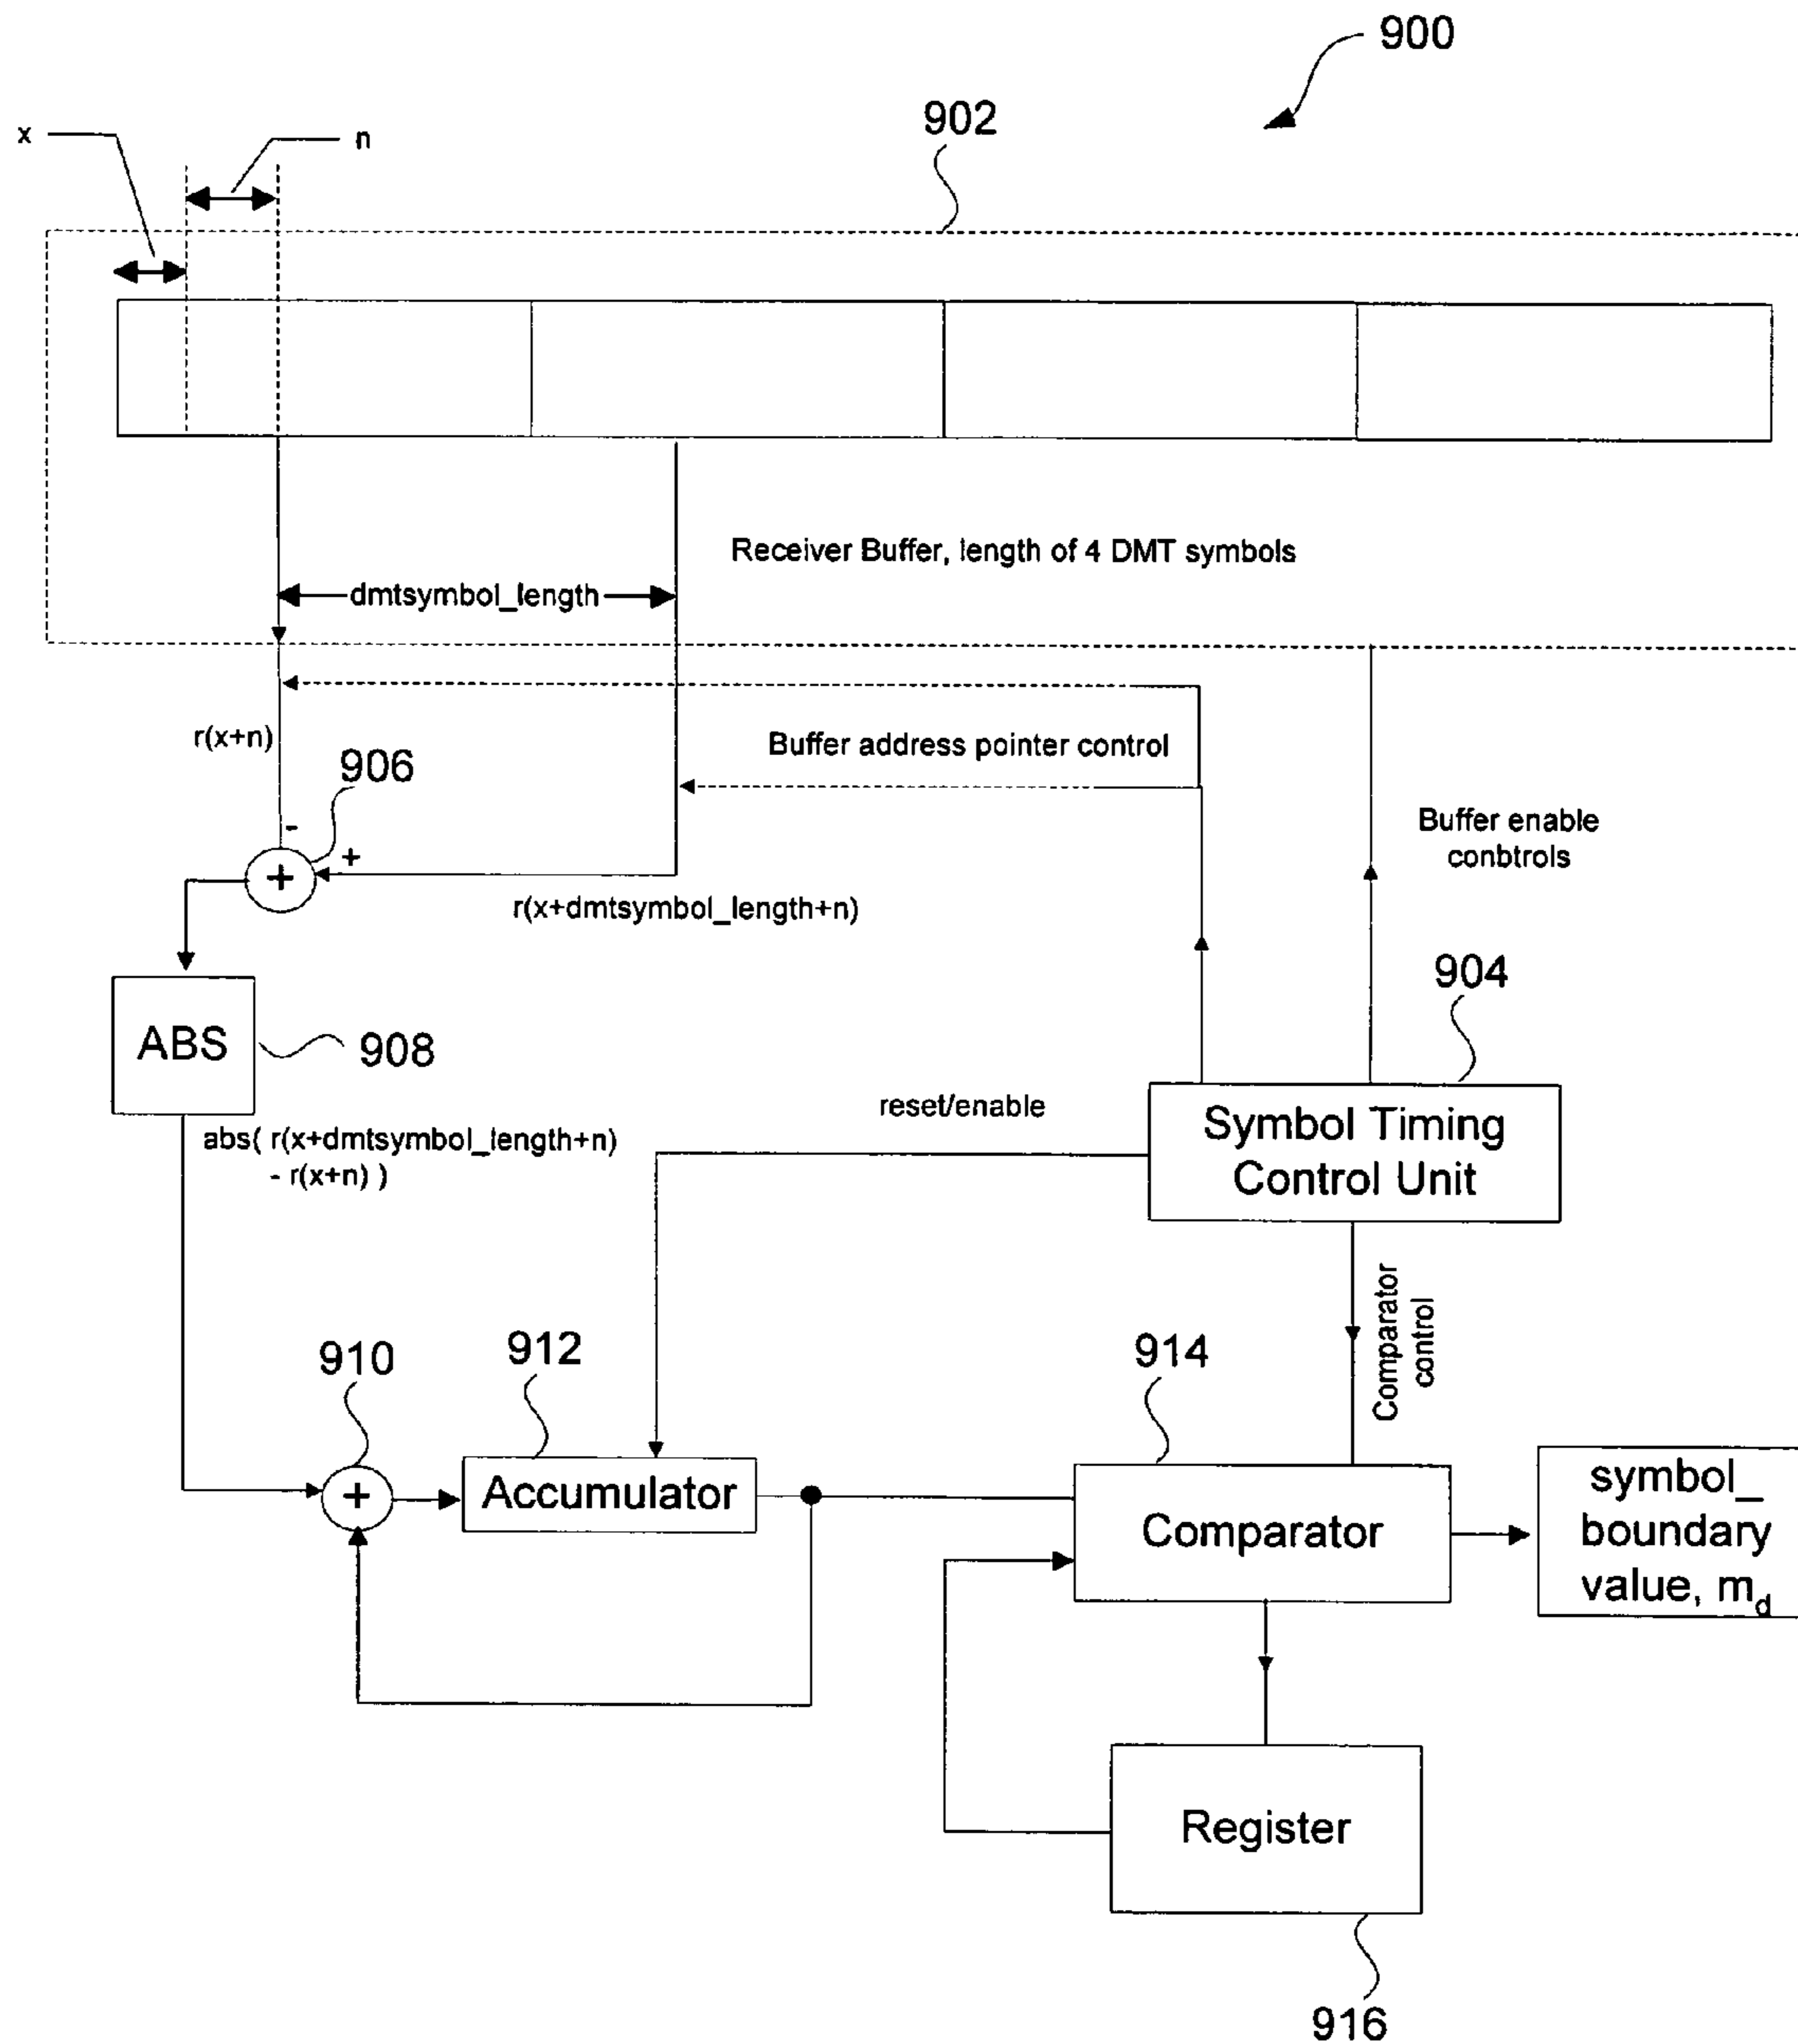 900
902
x
n
Receiver Buffer, length of 4 DMT symbols
dmtsymbol_length
r(x+n)
Buffer address pointer control
906
-
+
+
r(x+dmtsymbol_length+n)
Buffer enable
conbtrols
904
ABS
908
reset/enable
Symbol Timing
Control Unit
abs( r(x+dmtsymbol_length+n)
- r(x+n) )
Comparator
control
910
912
914
+
Accumulator
Comparator
symbol_
boundary
value, m_d
Register
916